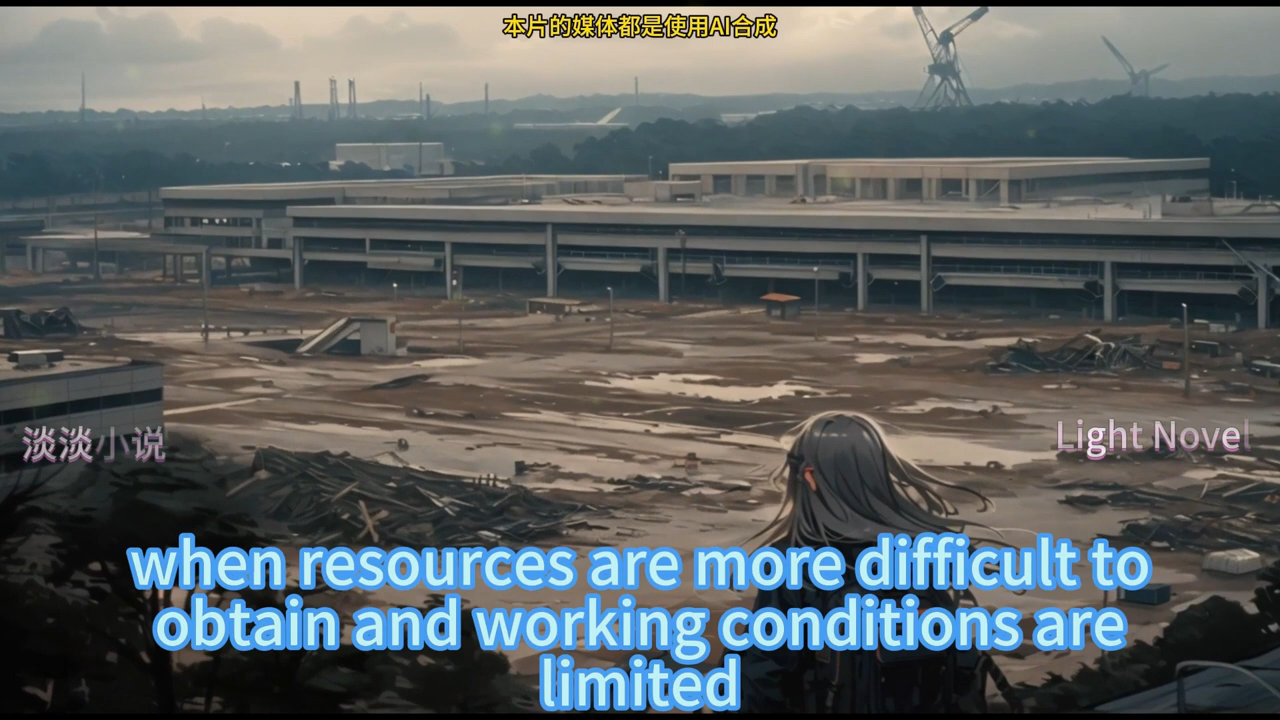 本片的媒体都是使用AI合成
淡淡小说
Light Novel
when resources are more difficult to
obtain and working conditions are
limited